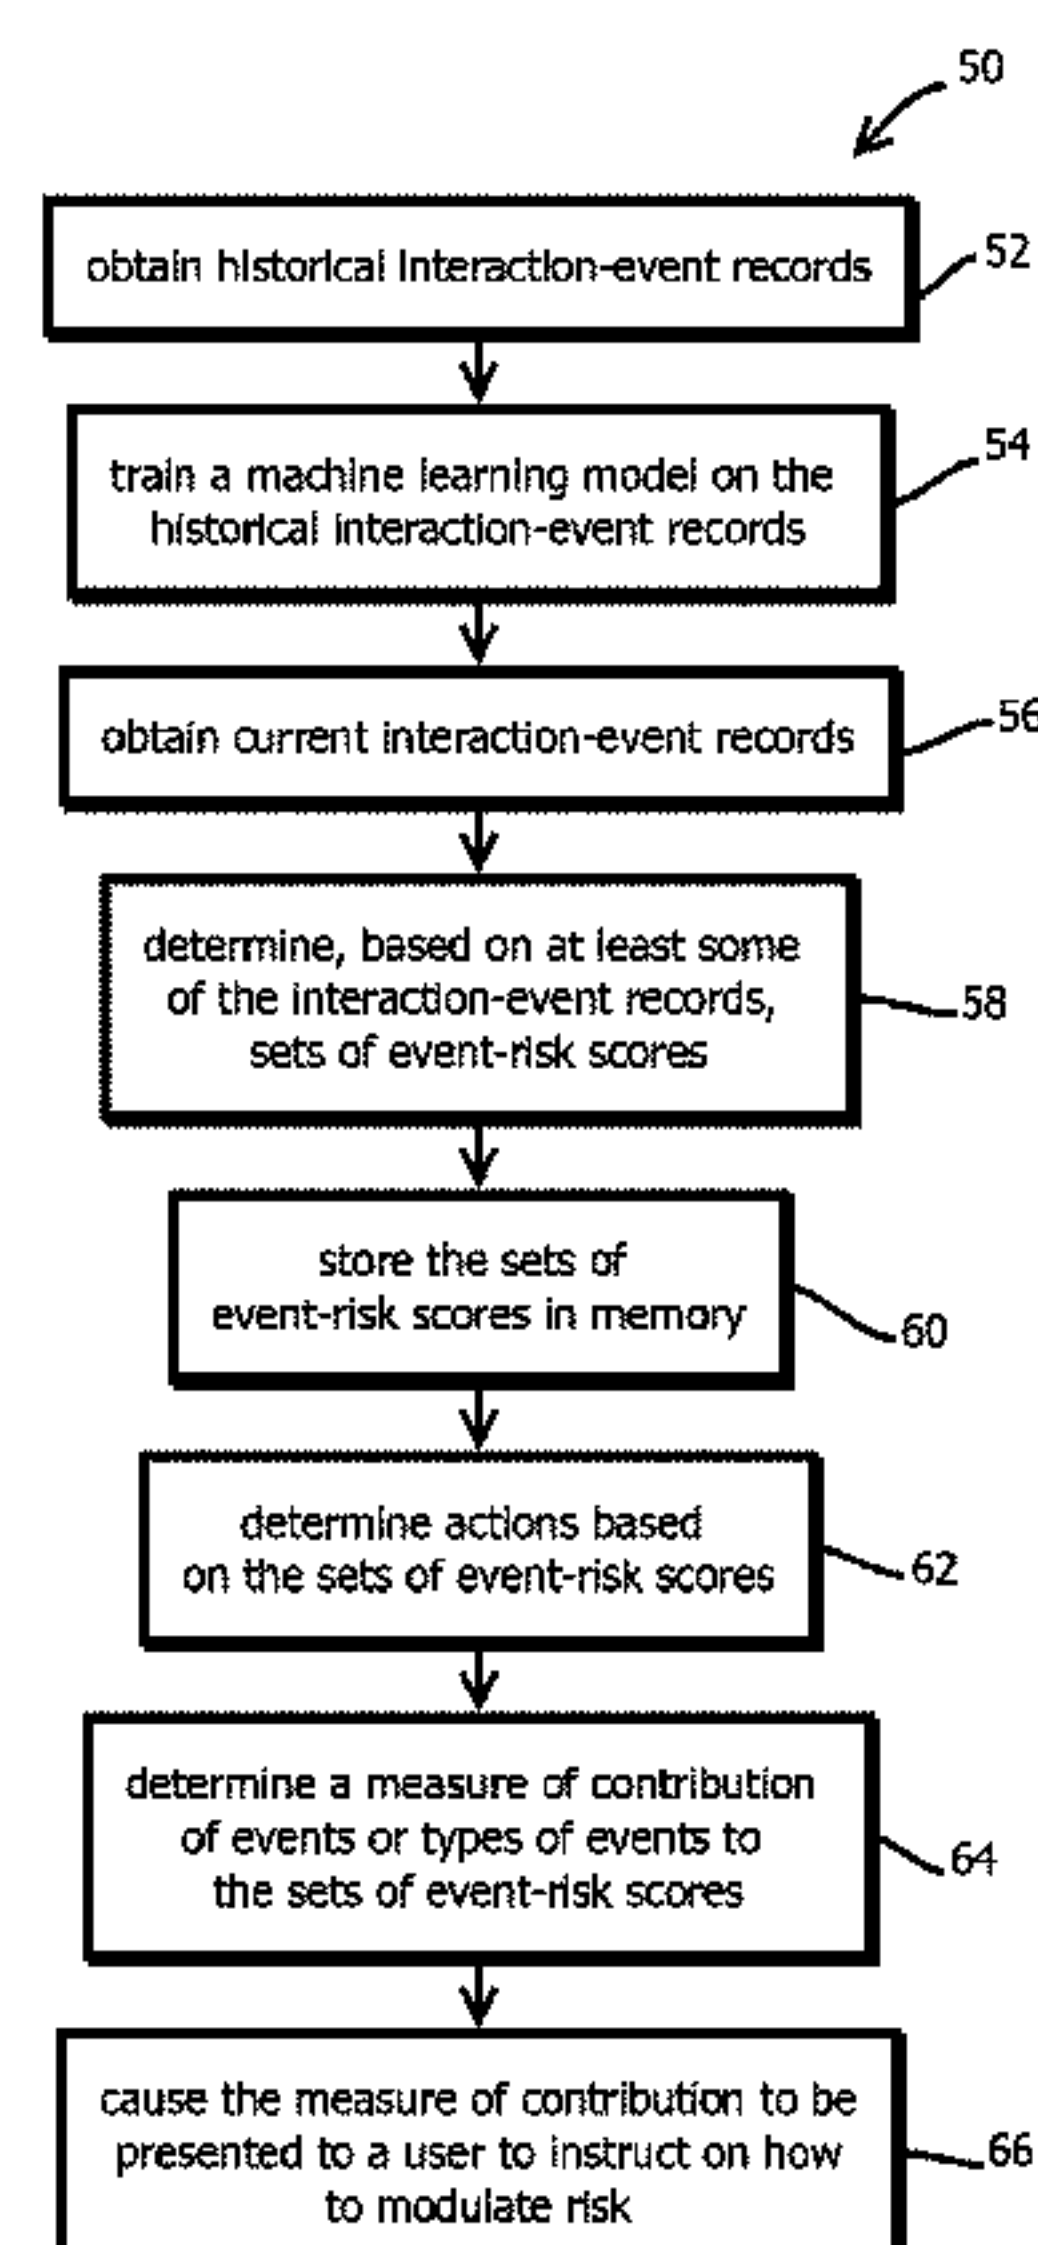 50
obtain historical interaction-event records
52
train a machine learning model on the
historical interaction-event records
54
obtain current interaction-event records
56
determine, based on at least some
of the interaction-event records,
sets of event-risk scores
58
store the sets of
event-risk scores in memory
60
determine actions based
on the sets of event-risk scores
62
determine a measure of contribution
of events or types of events to
the sets of event-risk scores
64
cause the measure of contribution to be
presented to a user to instruct on how
to modulate risk
66